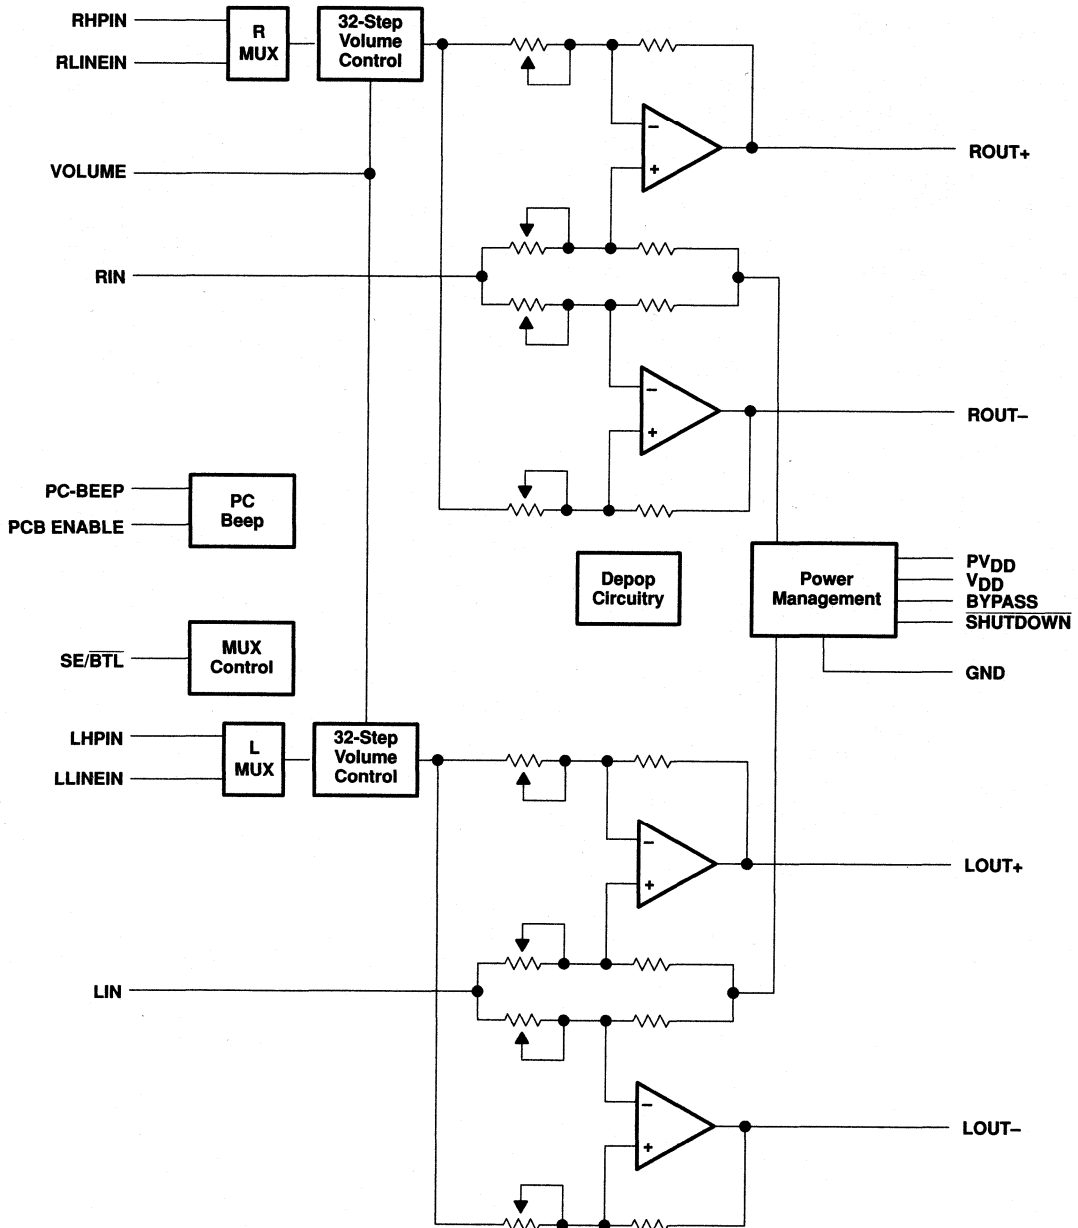 RHPIN
RLINEIN
R
MUX
32-Step
Volume
Control
−
+
ROUT+
VOLUME
RIN
−
+
ROUT−
PC-BEEP
PCB ENABLE
PC
Beep
Depop
Circuitry
Power
Management
PVDD
VDD
BYPASS
SHUTDOWN
GND
SE/BTL
MUX
Control
LHPIN
LLINEIN
L
MUX
32-Step
Volume
Control
−
+
LOUT+
LIN
−
+
LOUT−